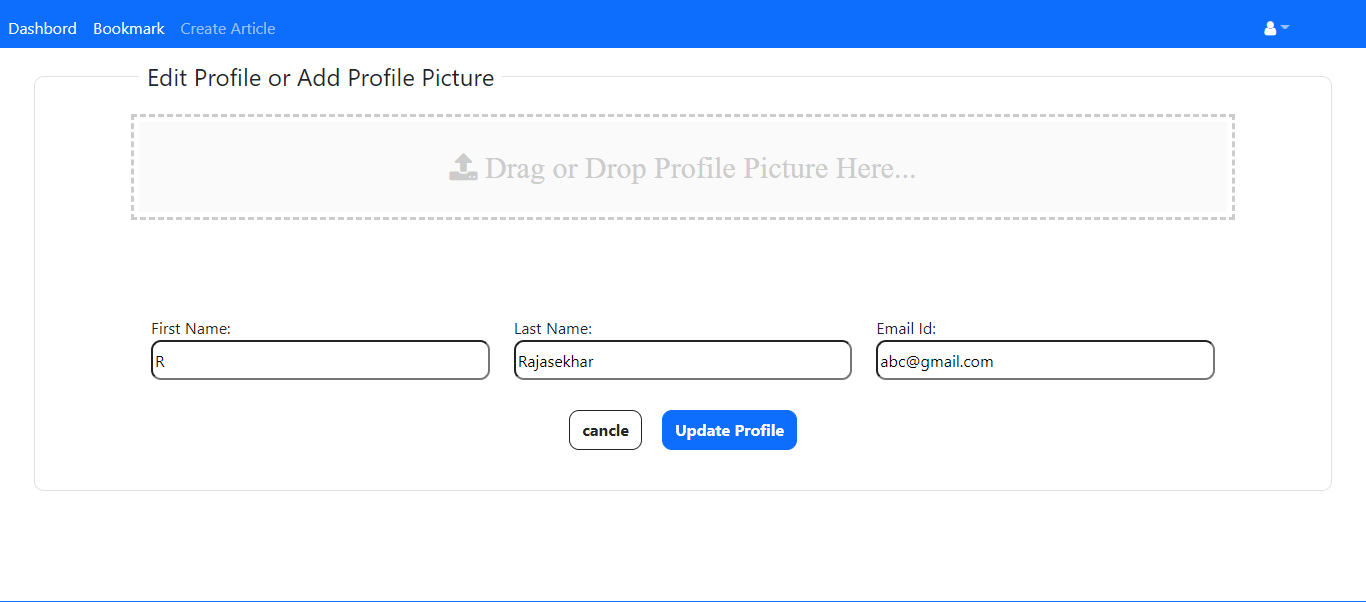 Dashbord Bookmark Create Article
Edit Profile or Add Profile Picture
Drag or Drop Profile Picture Here...
First Name: Last Name: Email Id:
R Rajasekhar abc@gmail.com
cancle Update Profile